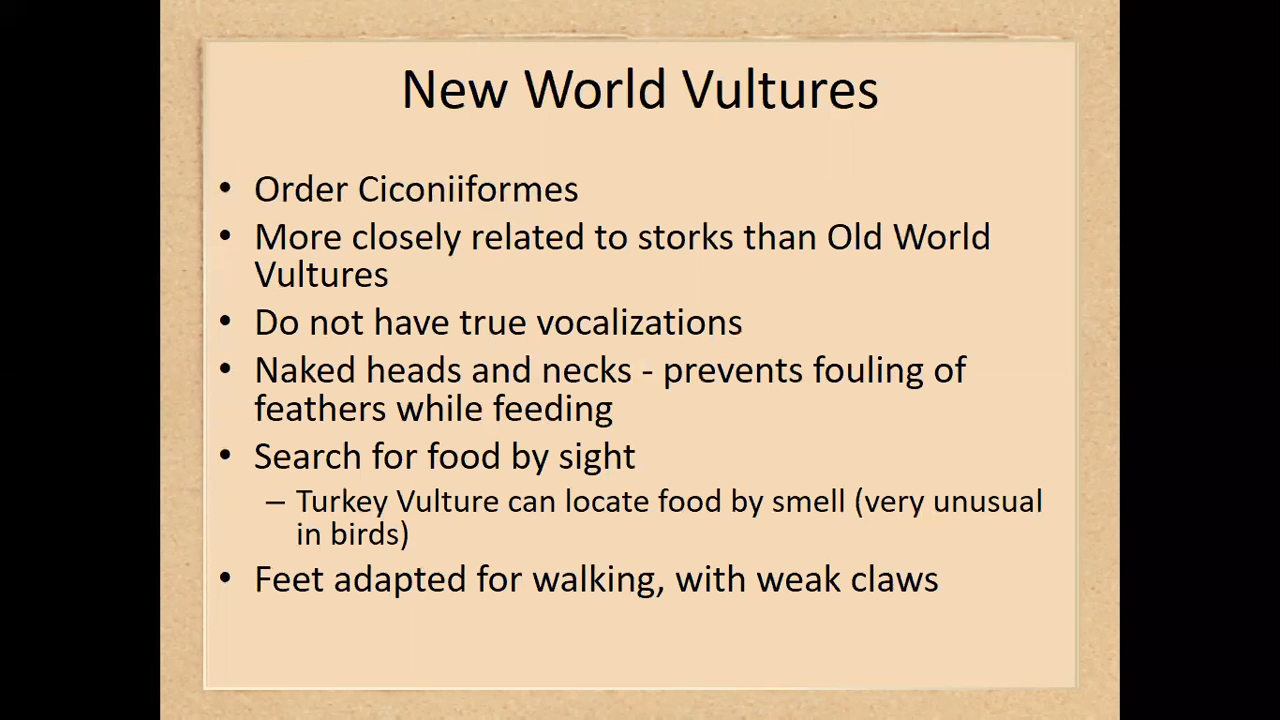 New World Vultures
• Order Ciconiiformes
• More closely related to storks than Old World
Vultures
• Do not have true vocalizations
• Naked heads and necks - prevents fouling of
feathers while feeding
• Search for food by sight
– Turkey Vulture can locate food by smell (very unusual
in birds)
• Feet adapted for walking, with weak claws